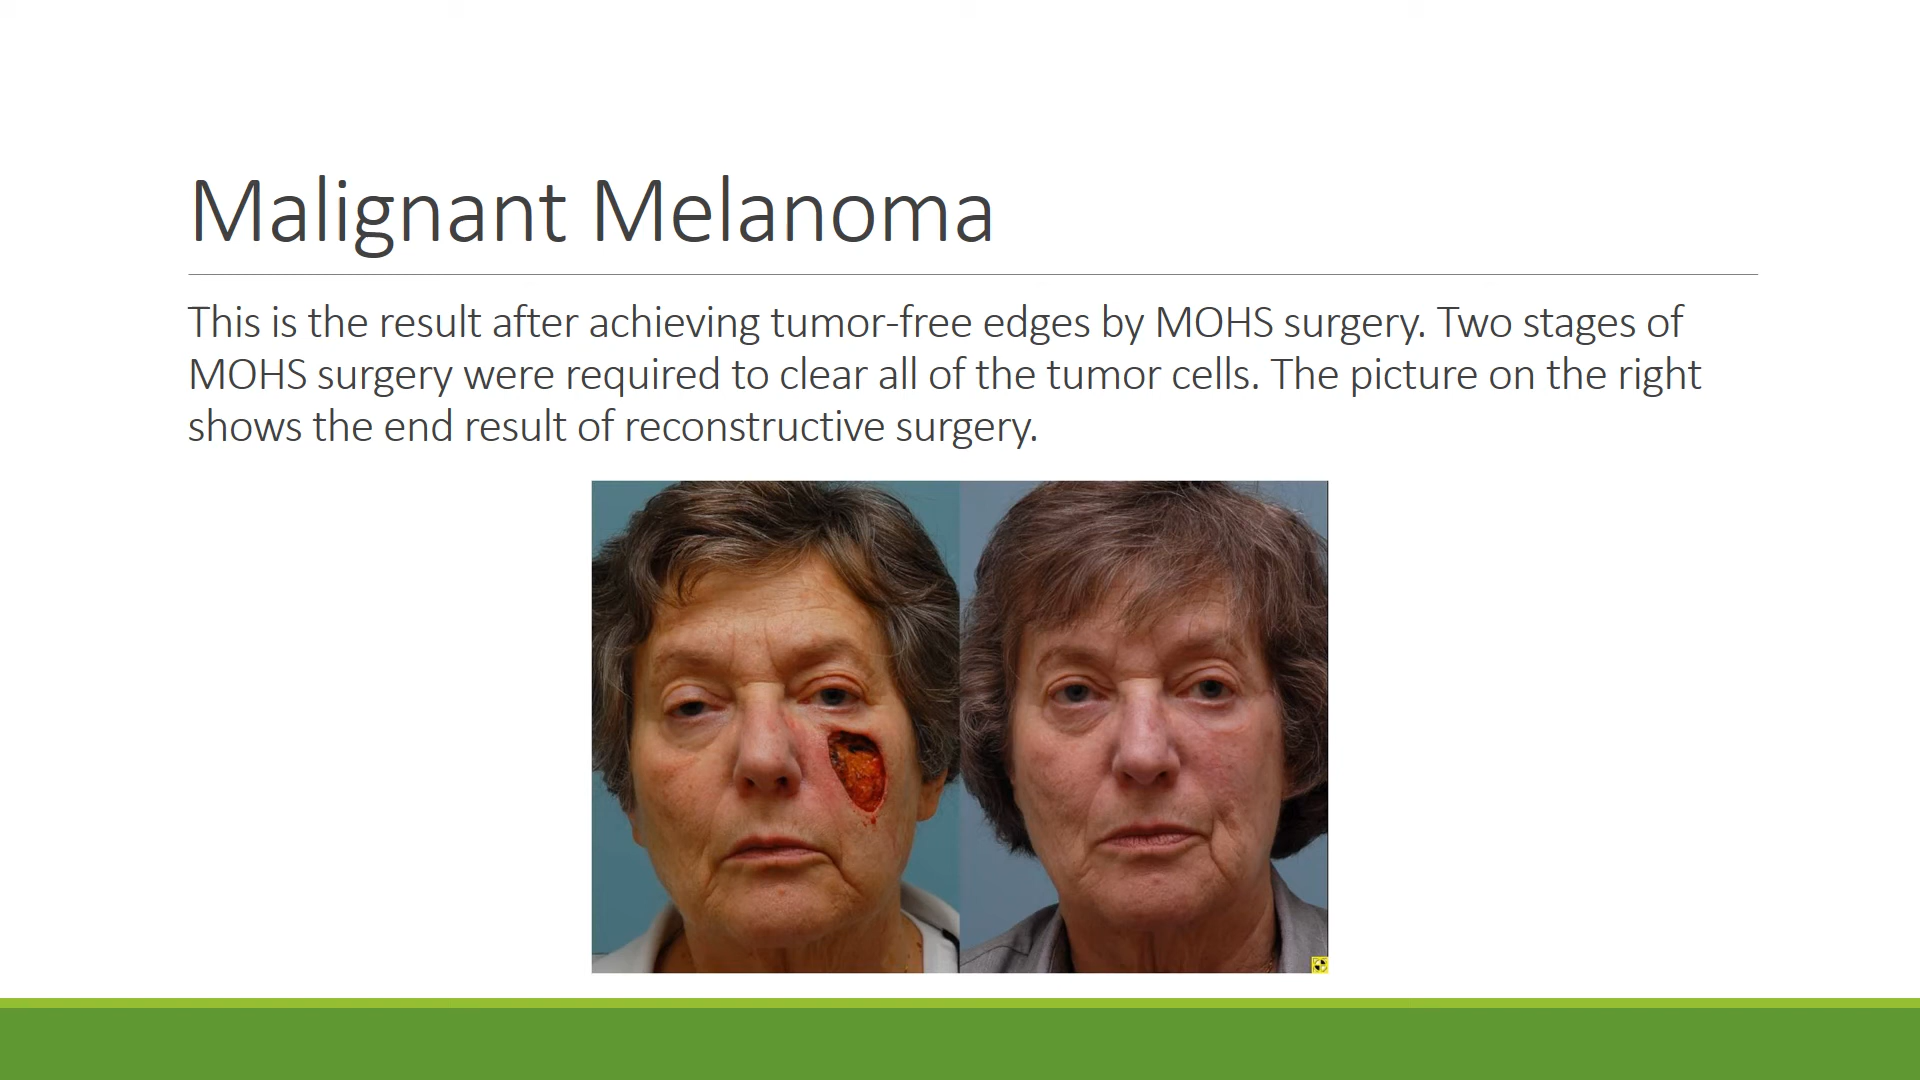 Malignant Melanoma
This is the result after achieving tumor-free edges by MOHS surgery. Two stages of
MOHS surgery were required to clear all of the tumor cells. The picture on the right
shows the end result of reconstructive surgery.